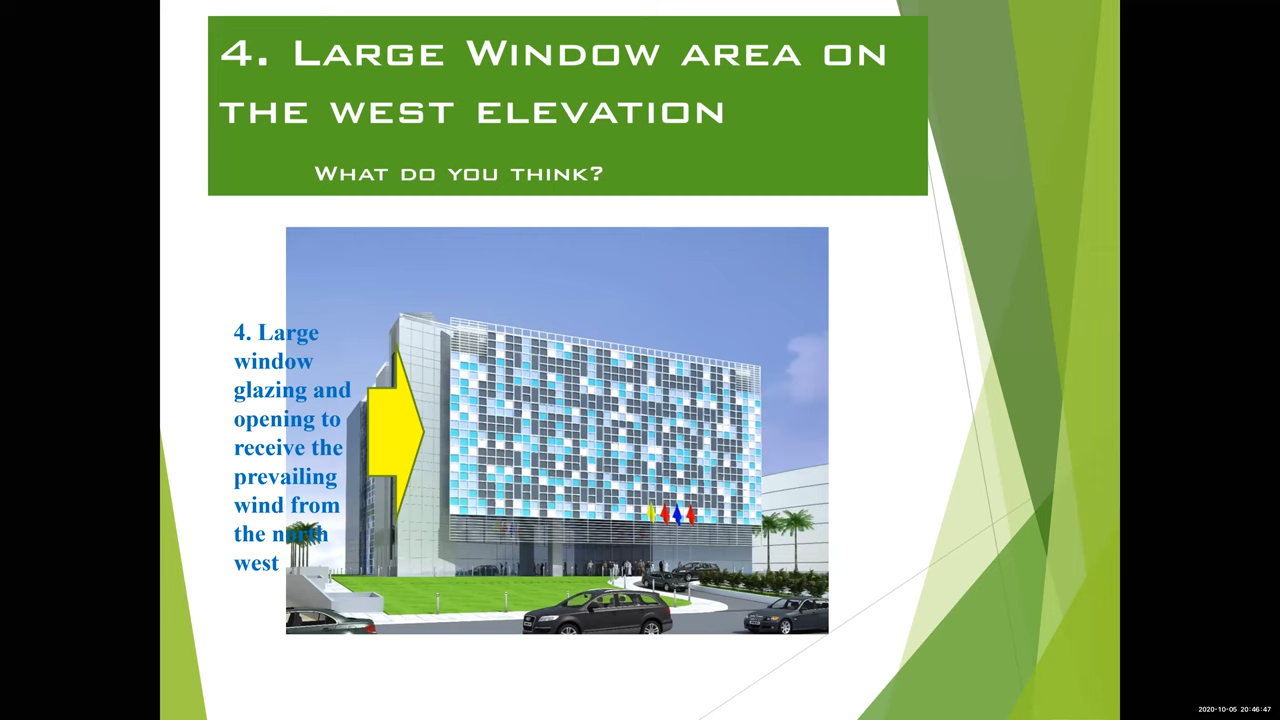 4. Large Window area on
the west elevation
What do you think?
4. Large
window
glazing and
opening to
receive the
prevailing
wind from
the north
west
2020-10-05 20:46:47